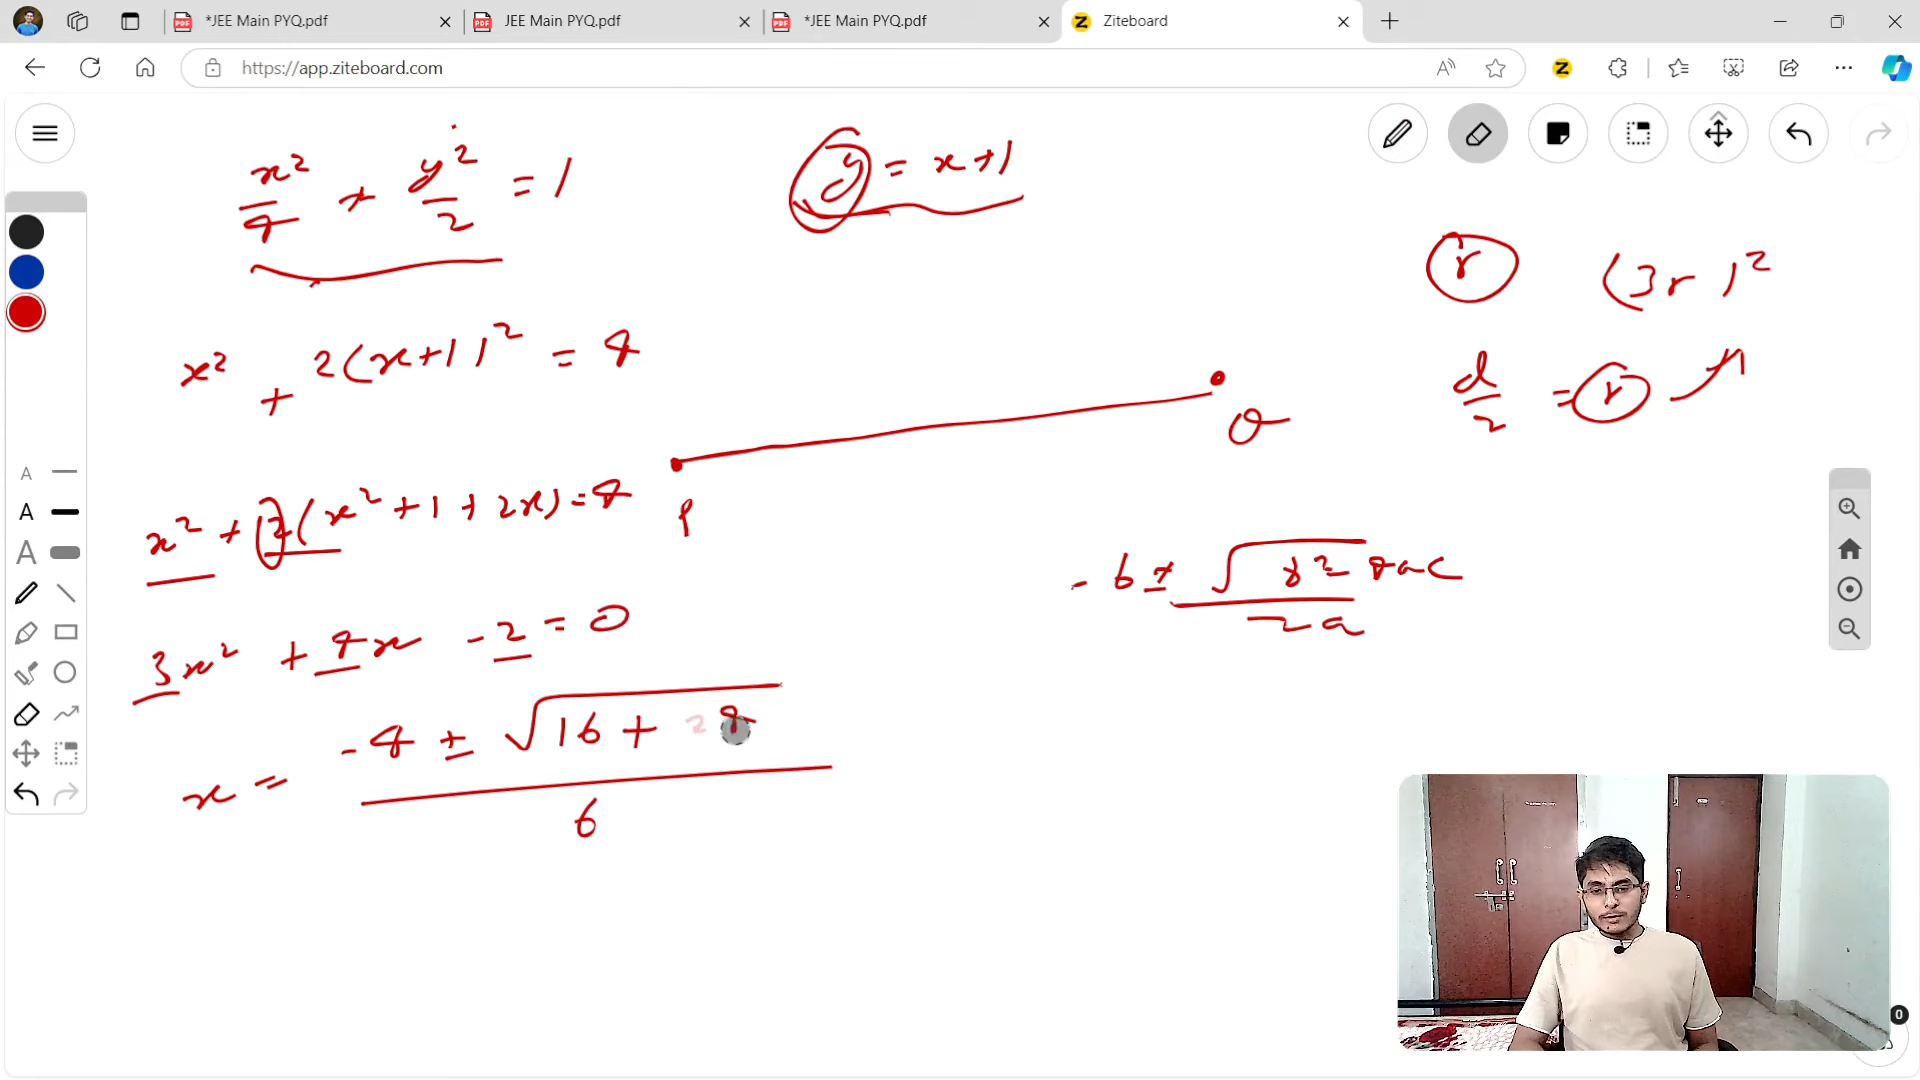 *JEE Main PYQ.pdf
JEE Main PYQ.pdf
*JEE Main PYQ.pdf
Ziteboard
https://app.ziteboard.com
x²/4 + y²/2 = 1
y = x+1
r
(3r)²
x² + 2(x+1)² = 4
d/2 = r
Q
P
x² + 2(x²+1+2x)=4
-b ± √b² 4ac
2a
3x² + 4x - 2 = 0
x = -4 ± √16 + 24
6
A
A
A
0